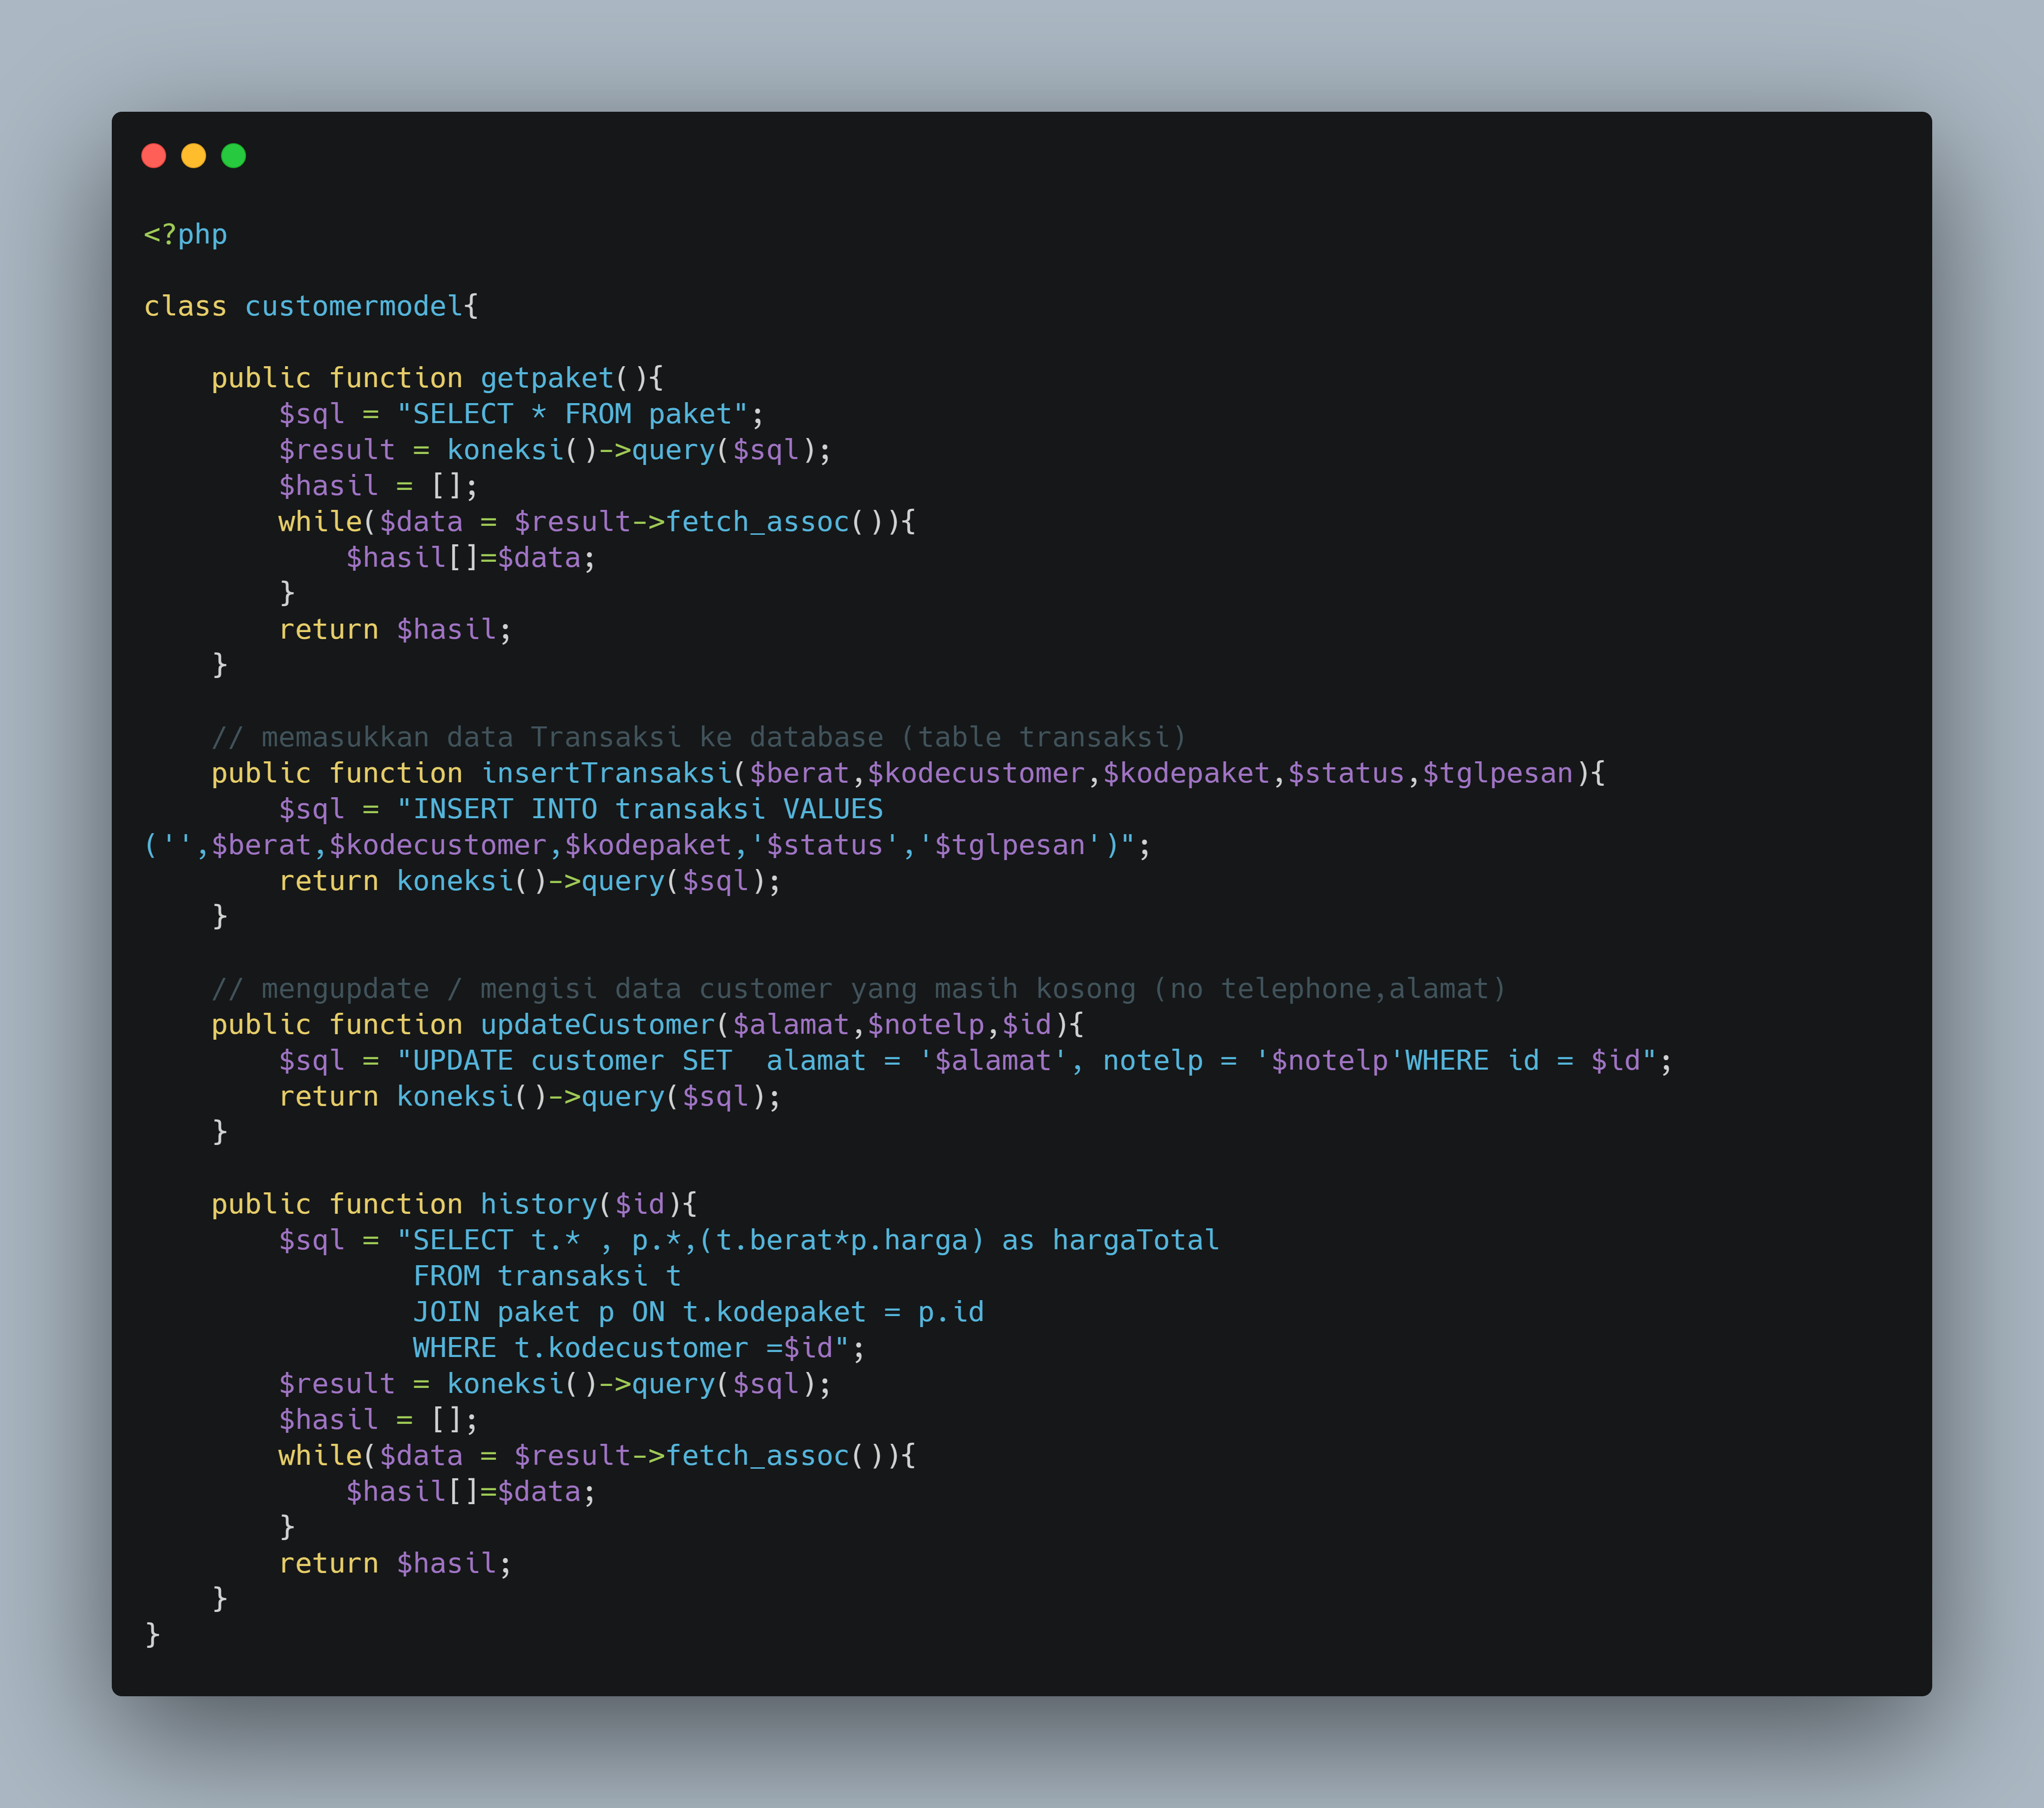 <?php

class customermodel{

    public function getpaket(){
        $sql = "SELECT * FROM paket";
        $result = koneksi()->query($sql);
        $hasil = [];
        while($data = $result->fetch_assoc()){
            $hasil[]=$data;
        }
        return $hasil;
    }

    // memasukkan data Transaksi ke database (table transaksi)
    public function insertTransaksi($berat,$kodecustomer,$kodepaket,$status,$tglpesan){
        $sql = "INSERT INTO transaksi VALUES
('',$berat,$kodecustomer,$kodepaket,'$status','$tglpesan')";
        return koneksi()->query($sql);
    }

    // mengupdate / mengisi data customer yang masih kosong (no telephone,alamat)
    public function updateCustomer($alamat,$notelp,$id){
        $sql = "UPDATE customer SET  alamat = '$alamat', notelp = '$notelp'WHERE id = $id";
        return koneksi()->query($sql);
    }

    public function history($id){
        $sql = "SELECT t.* , p.*,(t.berat*p.harga) as hargaTotal
                FROM transaksi t
                JOIN paket p ON t.kodepaket = p.id
                WHERE t.kodecustomer =$id";
        $result = koneksi()->query($sql);
        $hasil = [];
        while($data = $result->fetch_assoc()){
            $hasil[]=$data;
        }
        return $hasil;
    }
}